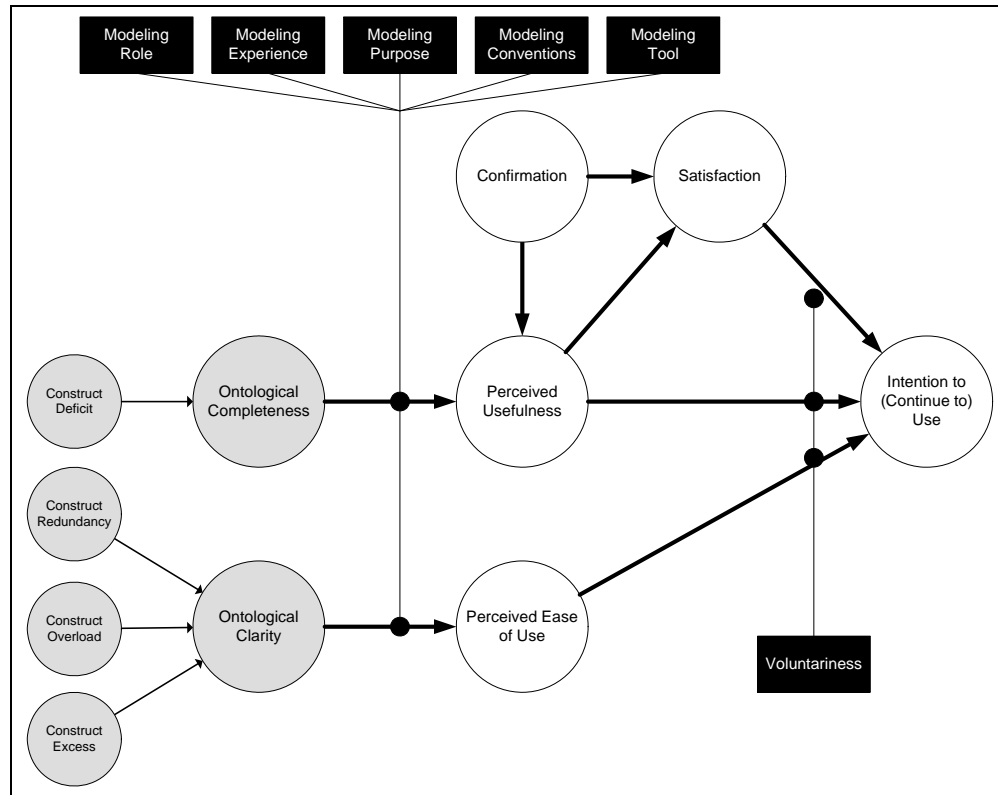 Modeling
Role
Modeling
Experience
Modeling
Purpose
Modeling
Conventions
Modeling
Tool
Confirmation
Satisfaction
Construct
Deficit
Ontological
Completeness
Perceived
Usefulness
Intention to
(Continue to)
Use
Construct
Redundancy
Construct
Overload
Ontological
Clarity
Perceived Ease
of Use
Voluntariness
Construct
Excess